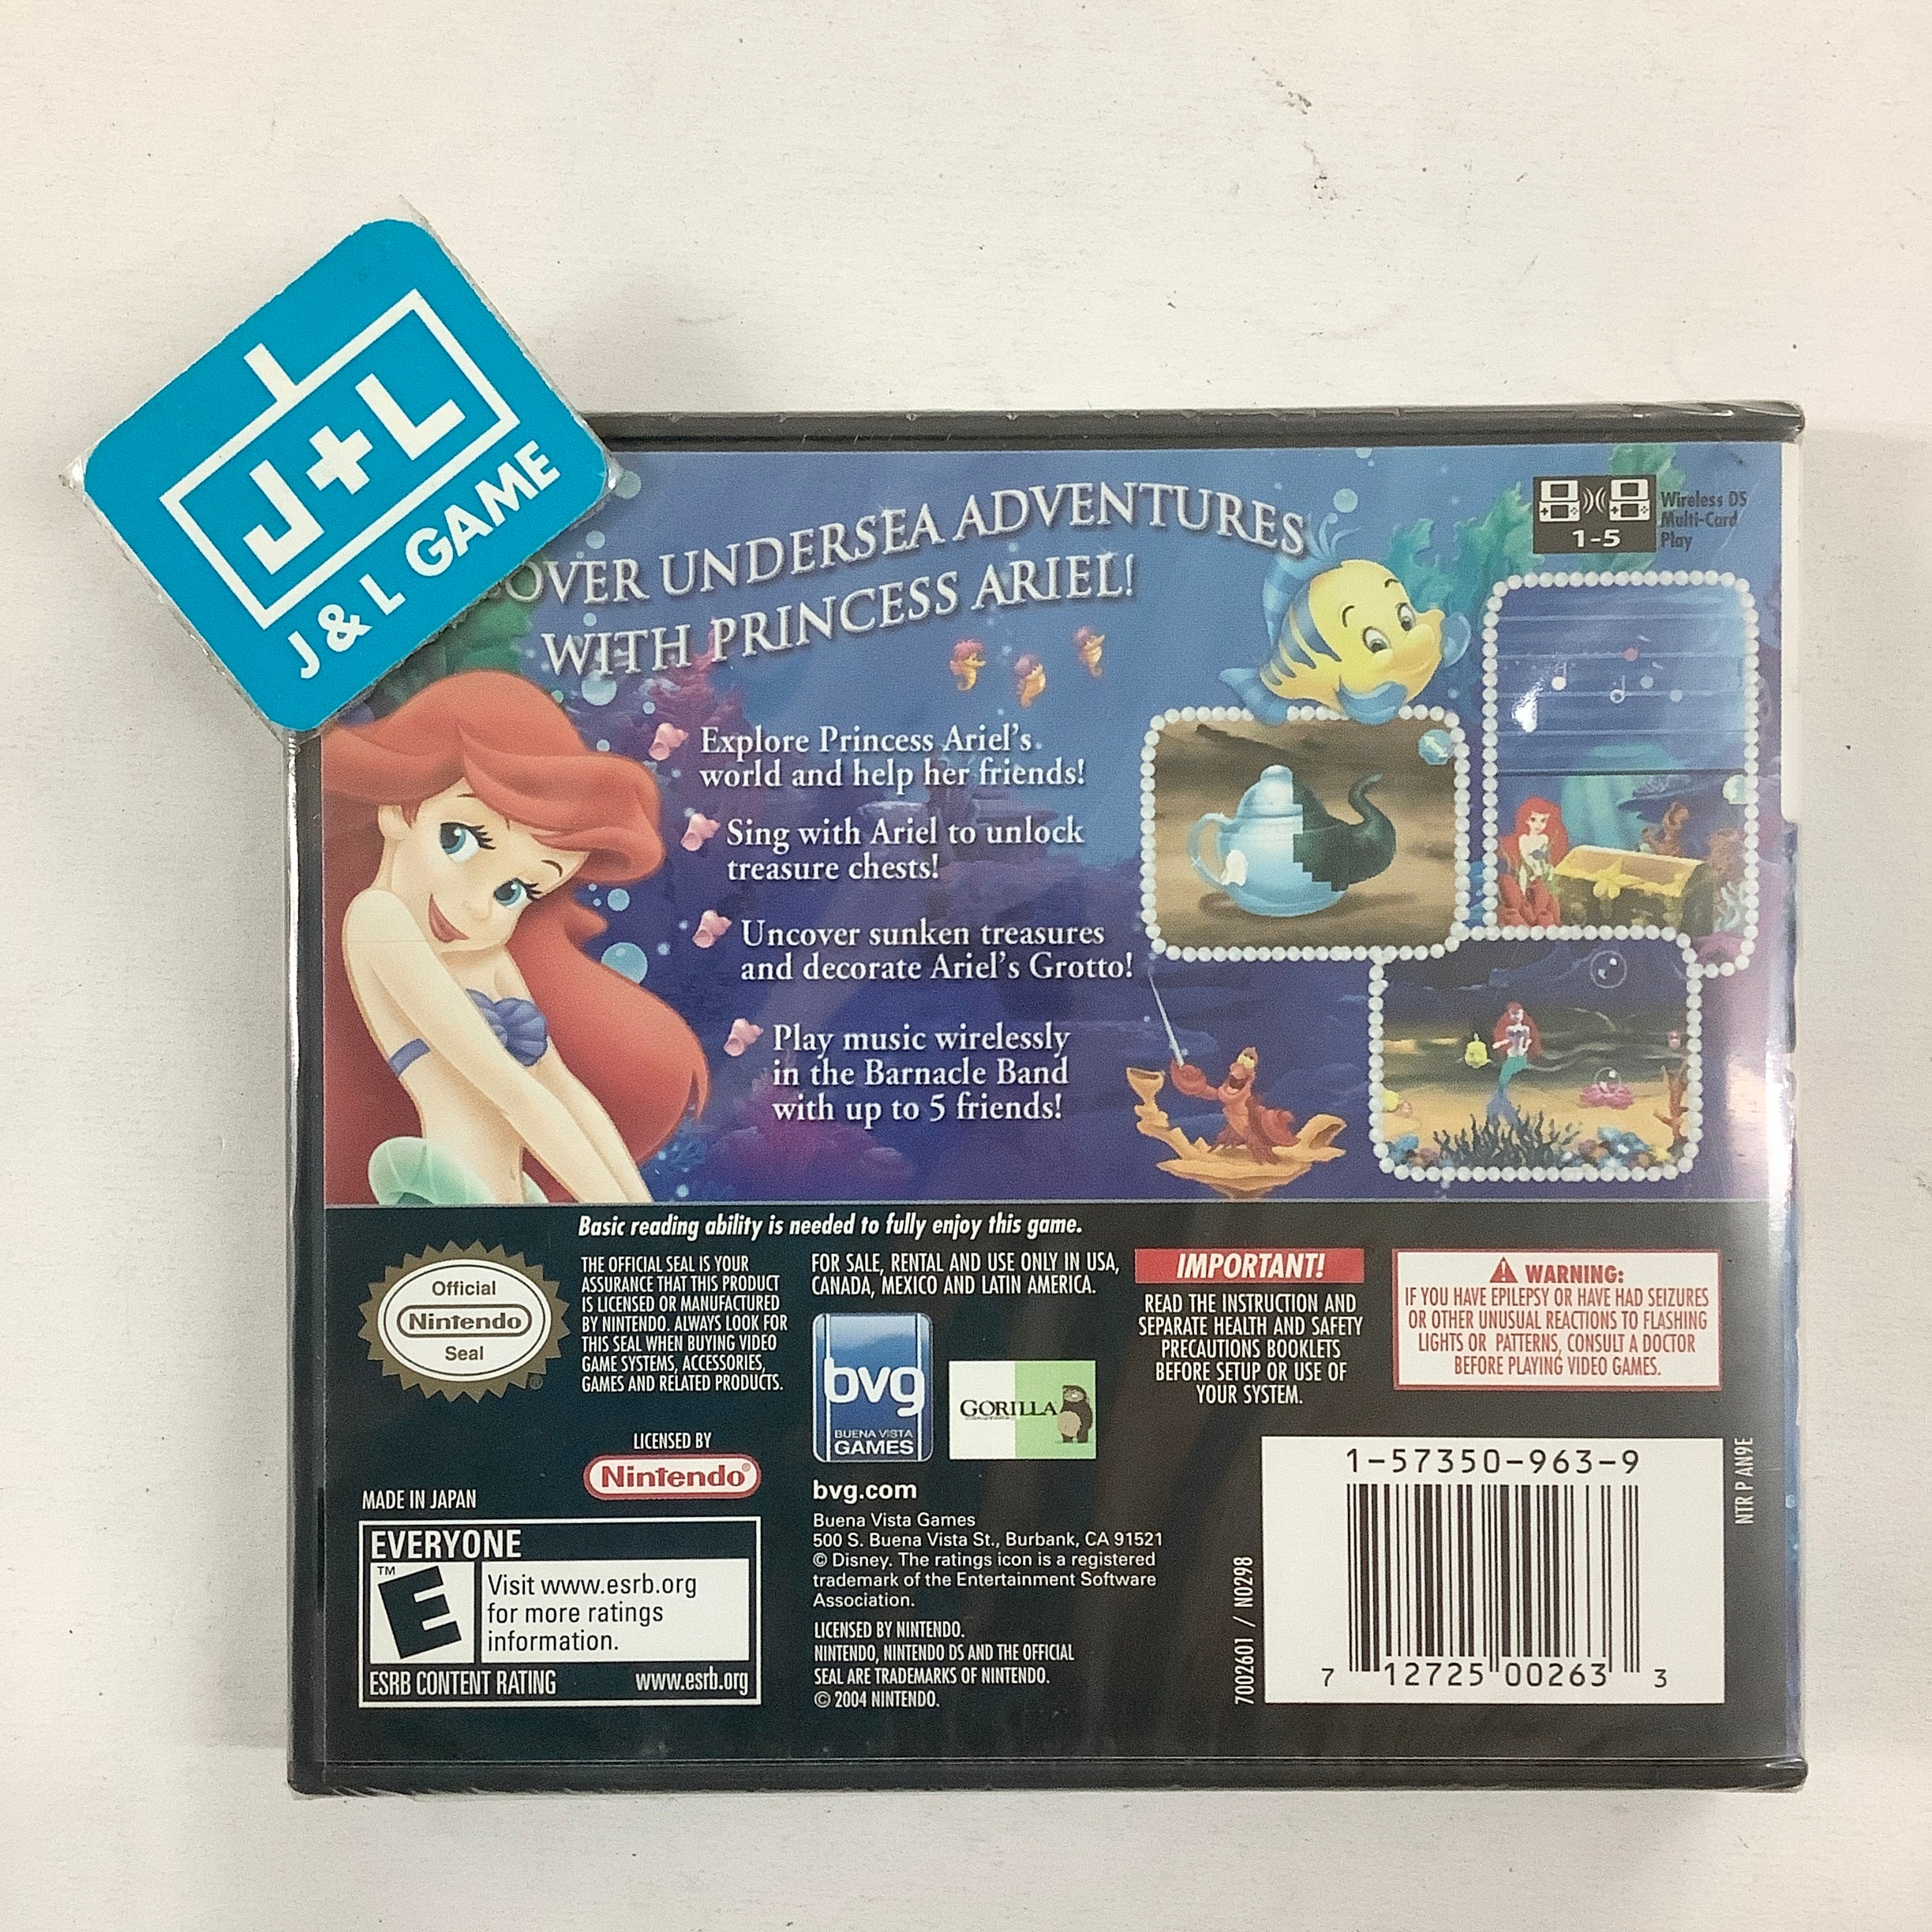 J+L
J & L GAME
OVER UNDERSEA ADVENTURES
WITH PRINCESS ARIEL!
Wireless DS
Multi-Card
Play
1-5
Explore Princess Ariel's
world and help her friends!
Sing with Ariel to unlock
treasure chests!
Uncover sunken treasures
and decorate Ariel's Grotto!
Play music wirelessly
in the Barnacle Band
with up to 5 friends!
Basic reading ability is needed to fully enjoy this game.
Official
Nintendo
Seal
®
THE OFFICIAL SEAL IS YOUR
ASSURANCE THAT THIS PRODUCT
IS LICENSED OR MANUFACTURED
BY NINTENDO. ALWAYS LOOK FOR
THIS SEAL WHEN BUYING VIDEO
GAME SYSTEMS, ACCESSORIES,
GAMES AND RELATED PRODUCTS.
LICENSED BY
Nintendo®
MADE IN JAPAN
EVERYONE
™
E
Visit www.esrb.org
for more ratings
information.
ESRB CONTENT RATING www.esrb.org
FOR SALE, RENTAL AND USE ONLY IN USA,
CANADA, MEXICO AND LATIN AMERICA.
bvg
BUENA VISTA
GAMES
GORILLA
bvg.com
Buena Vista Games
500 S. Buena Vista St., Burbank, CA 91521
© Disney. The ratings icon is a registered
trademark of the Entertainment Software
Association.
LICENSED BY NINTENDO.
NINTENDO, NINTENDO DS AND THE OFFICIAL
SEAL ARE TRADEMARKS OF NINTENDO.
© 2004 NINTENDO.
IMPORTANT!
READ THE INSTRUCTION AND
SEPARATE HEALTH AND SAFETY
PRECAUTIONS BOOKLETS
BEFORE SETUP OR USE OF
YOUR SYSTEM.
WARNING:
IF YOU HAVE EPILEPSY OR HAVE HAD SEIZURES
OR OTHER UNUSUAL REACTIONS TO FLASHING
LIGHTS OR PATTERNS, CONSULT A DOCTOR
BEFORE PLAYING VIDEO GAMES.
7002601 / N0298
1-57350-963-9
7 12725 00263 3
NTR P AN9E